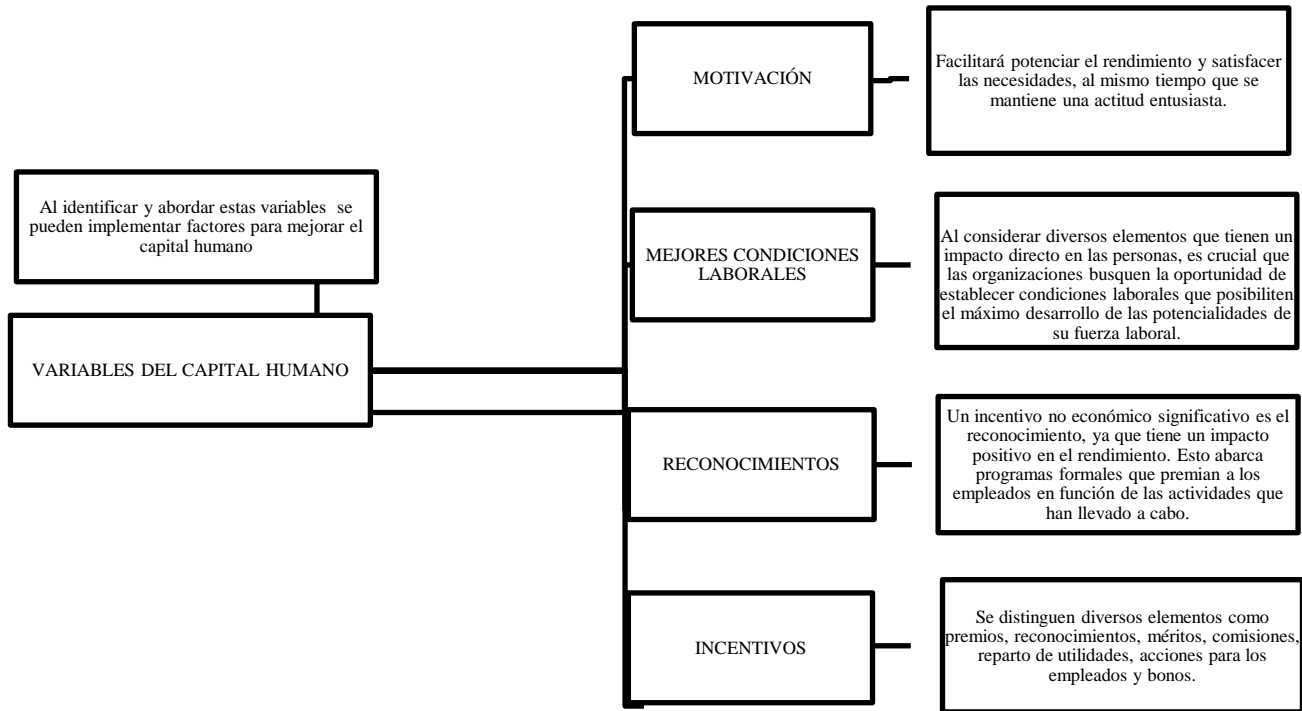 Al identificar y abordar estas variables  se
pueden implementar factores para mejorar el
capital humano
VARIABLES DEL CAPITAL HUMANO
MOTIVACIÓN
Facilitará potenciar el rendimiento y satisfacer
las necesidades, al mismo tiempo que se
mantiene una actitud entusiasta.
MEJORES CONDICIONES
LABORALES
Al considerar diversos elementos que tienen un
impacto directo en las personas, es crucial que
las organizaciones busquen la oportunidad de
establecer condiciones laborales que posibiliten
el máximo desarrollo de las potencialidades de
su fuerza laboral.
RECONOCIMIENTOS
Un incentivo no económico significativo es el
reconocimiento, ya que tiene un impacto
positivo en el rendimiento. Esto abarca
programas formales que premian a los
empleados en función de las actividades que
han llevado a cabo.
INCENTIVOS
Se distinguen diversos elementos como
premios, reconocimientos, méritos, comisiones,
reparto de utilidades, acciones para los
empleados y bonos.